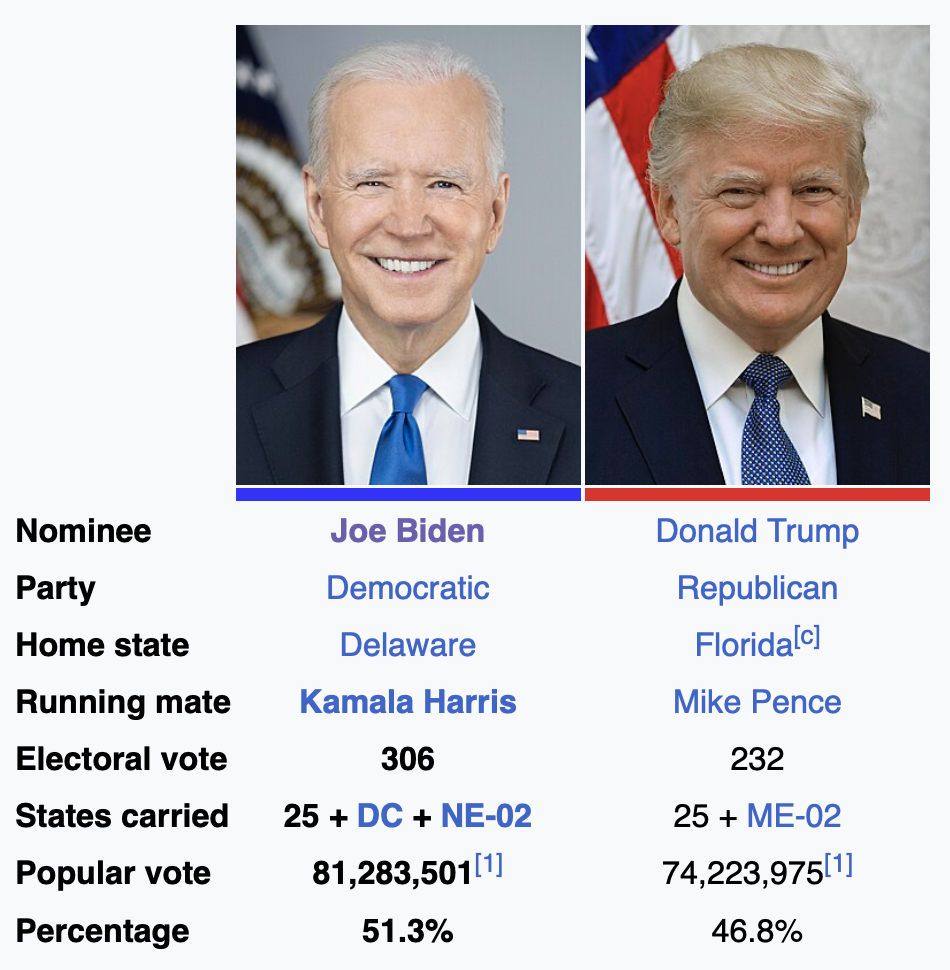 Nominee Joe Biden Donald Trump
Party Democratic Republican
Home state Delaware Florida[c]
Running mate Kamala Harris Mike Pence
Electoral vote 306 232
States carried 25 + DC + NE-02 25 + ME-02
Popular vote 81,283,501[1] 74,223,975[1]
Percentage 51.3% 46.8%